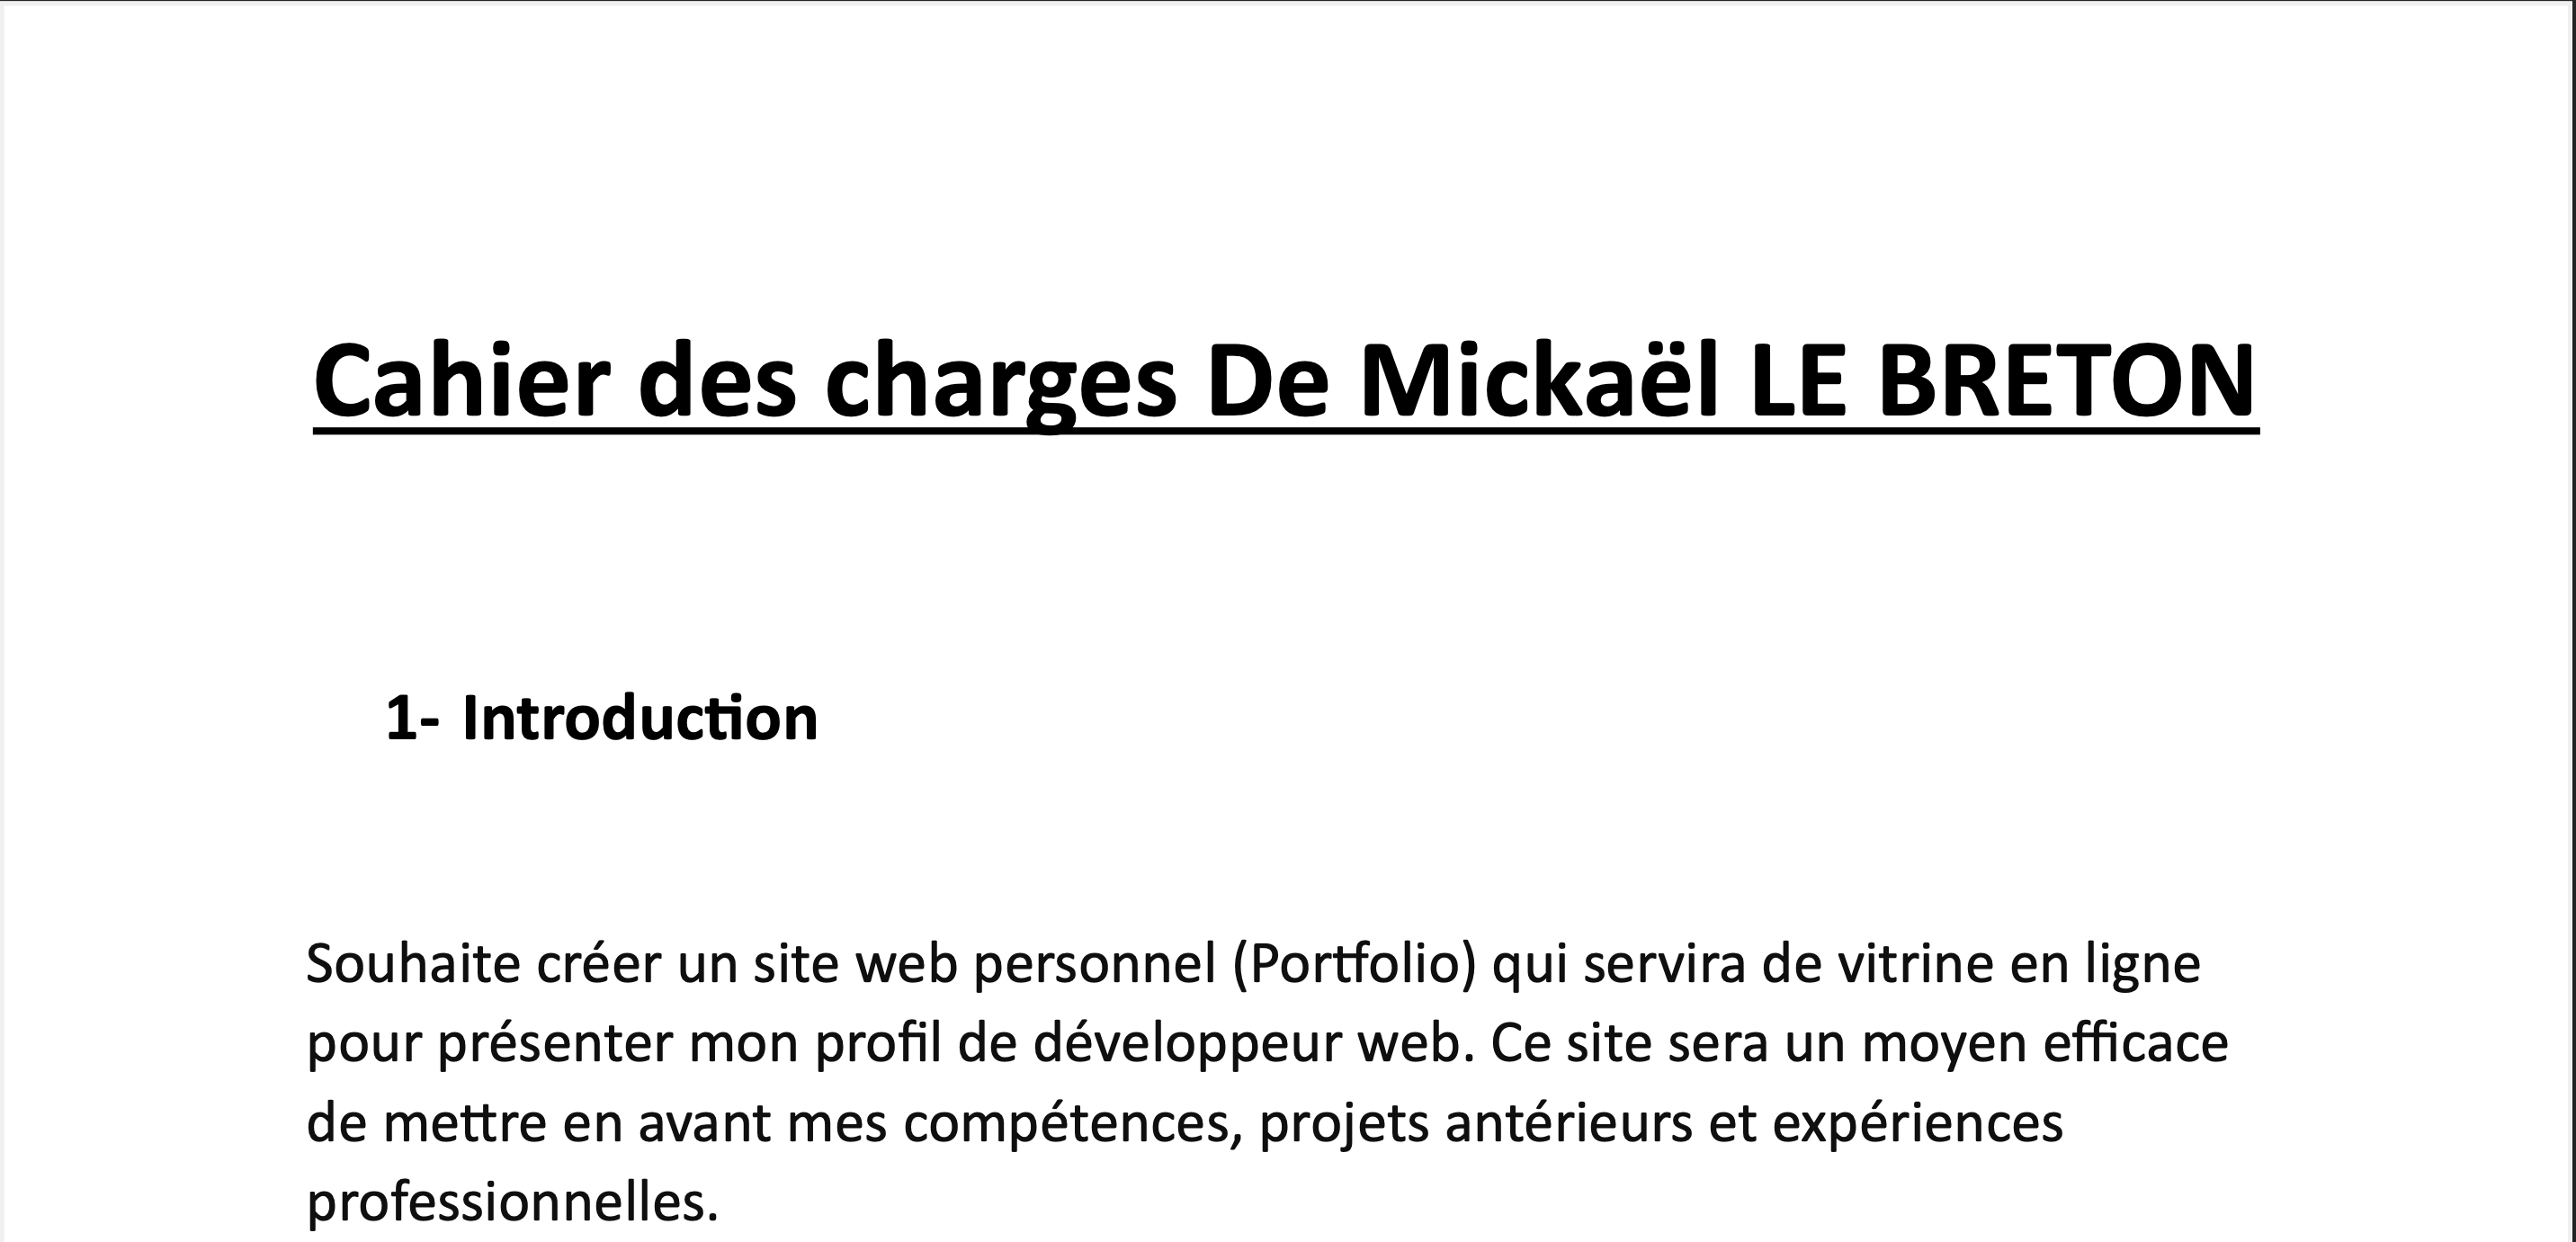 Cahier des charges De Mickaël LE BRETON
1- Introduction
Souhaite créer un site web personnel (Portfolio) qui servira de vitrine en ligne
pour présenter mon profil de développeur web. Ce site sera un moyen efficace
de mettre en avant mes compétences, projets antérieurs et expériences
professionnelles.